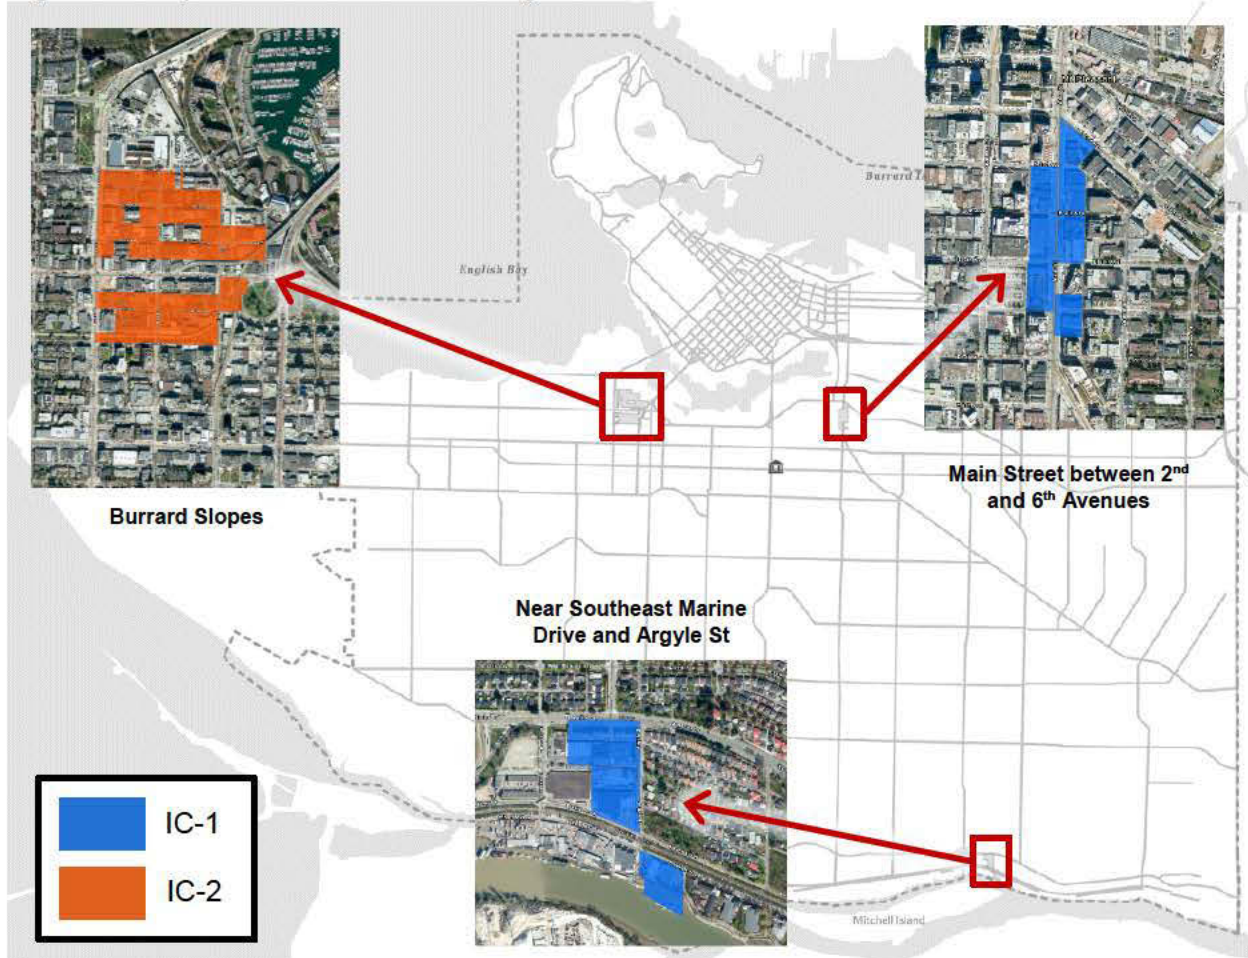 English Bay
Burrard
Burrard Slopes
Main Street between 2nd
and 6th Avenues
Near Southeast Marine
Drive and Argyle St
IC-1
IC-2
Mitchell Island